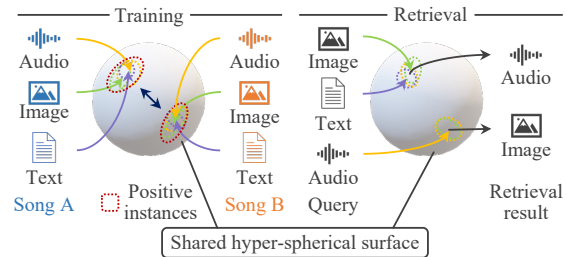 Training
Retrieval
Audio
Image
Text
Song A
Positive
instances
Audio
Image
Text
Song B
Image
Text
Audio
Query
Audio
Image
Retrieval
result
Shared hyper-spherical surface